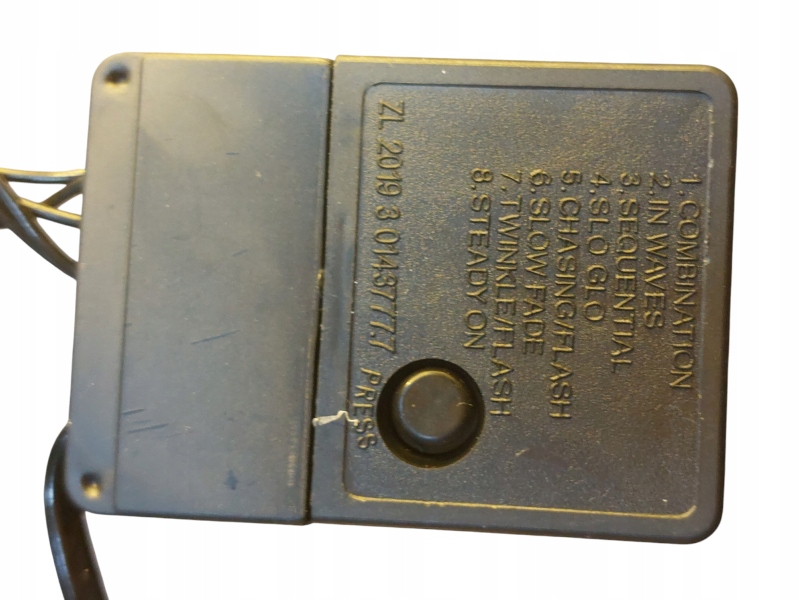 1. COMBINATION
2. IN WAVES
3. SEQUENTIAL
4. SLO GLO
5. CHASING/FLASH
6. SLOW FADE
7. TWINKLE/FLASH
8. STEADY ON
ZL 2019 3 0143777.7 PRESS